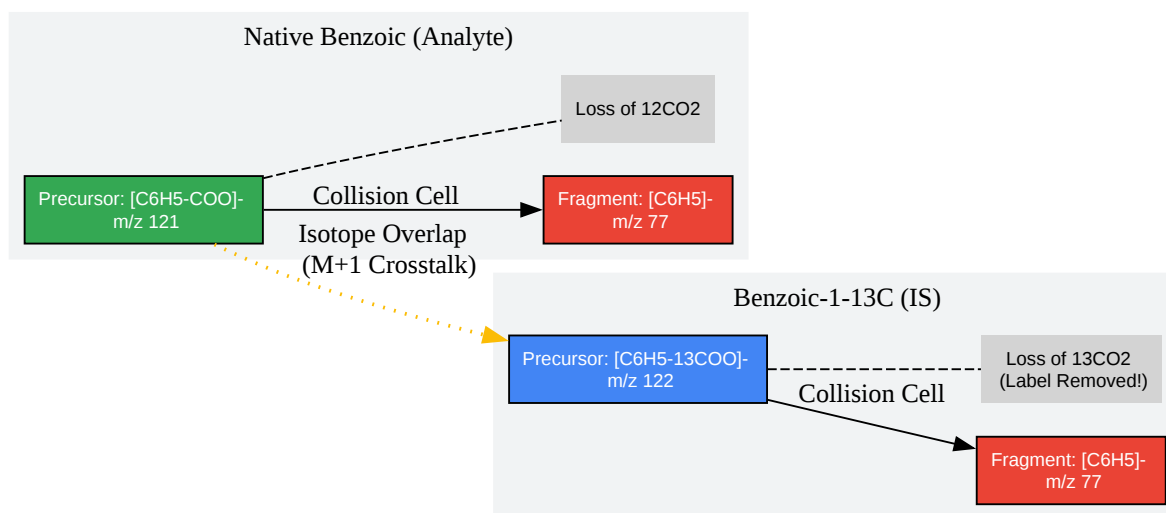 Native Benzoic (Analyte)
Loss of 12CO2
Precursor: [C6H5-COO]-
m/z 121
Collision Cell
Fragment: [C6H5]-
m/z 77
Isotope Overlap
(M+1 Crosstalk)
Benzoic-1-13C (IS)
Precursor: [C6H5-13COO]-
m/z 122
Loss of 13CO2
(Label Removed!)
Collision Cell
Fragment: [C6H5]-
m/z 77